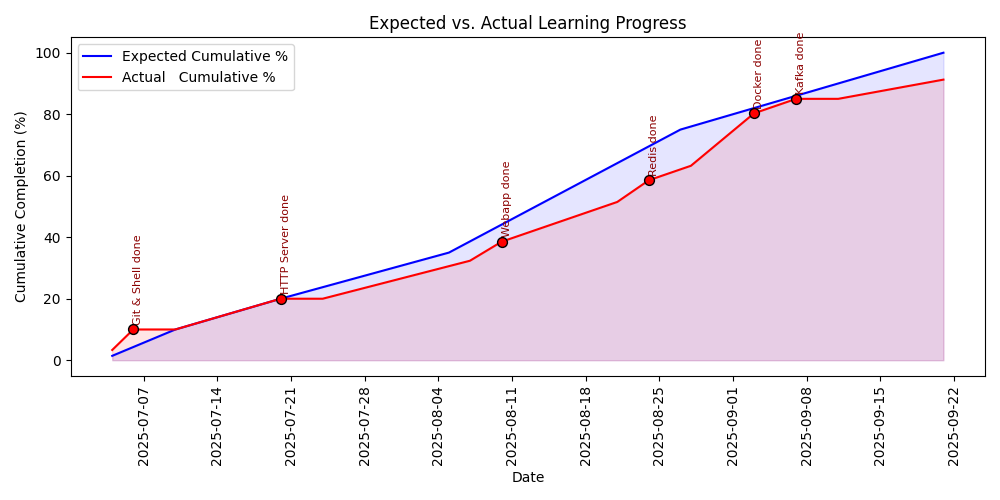 Expected vs. Actual Learning Progress
Expected Cumulative %
Actual   Cumulative %
Cumulative Completion (%)
100
80
60
40
20
0
Git & Shell done
HTTP Server done
Webapp done
Redis done
Docker done
Kafka done
2025-07-07
2025-07-14
2025-07-21
2025-07-28
2025-08-04
2025-08-11
2025-08-18
2025-08-25
2025-09-01
2025-09-08
2025-09-15
2025-09-22
Date